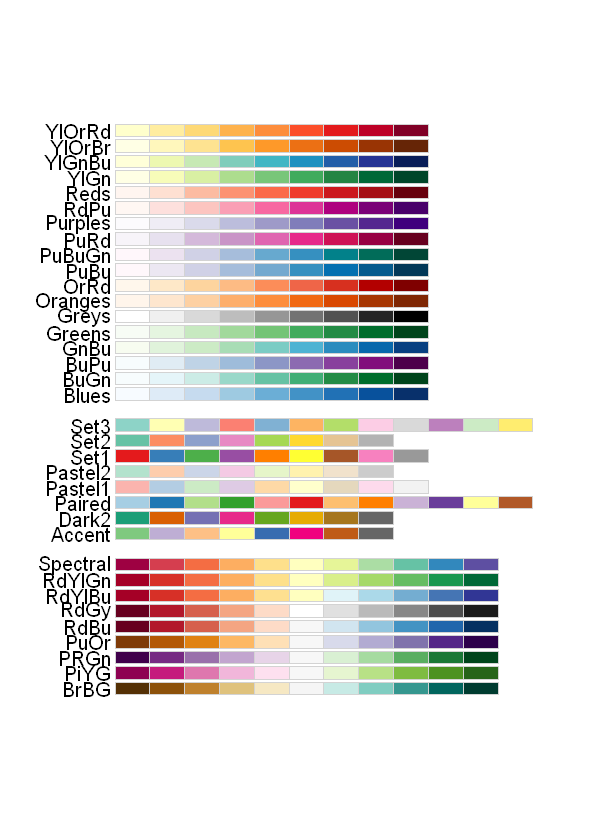 YlOrRd
YlOrBr
YlGnBu
YlGn
Reds
RdPu
Purples
PuRd
PuBuGn
PuBu
OrRd
Oranges
Greys
Greens
GnBu
BuPu
BuGn
Blues
Set3
Set2
Set1
Pastel2
Pastel1
Paired
Dark2
Accent
Spectral
RdYlGn
RdYlBu
RdGy
RdBu
PuOr
PRGn
PiYG
BrBG